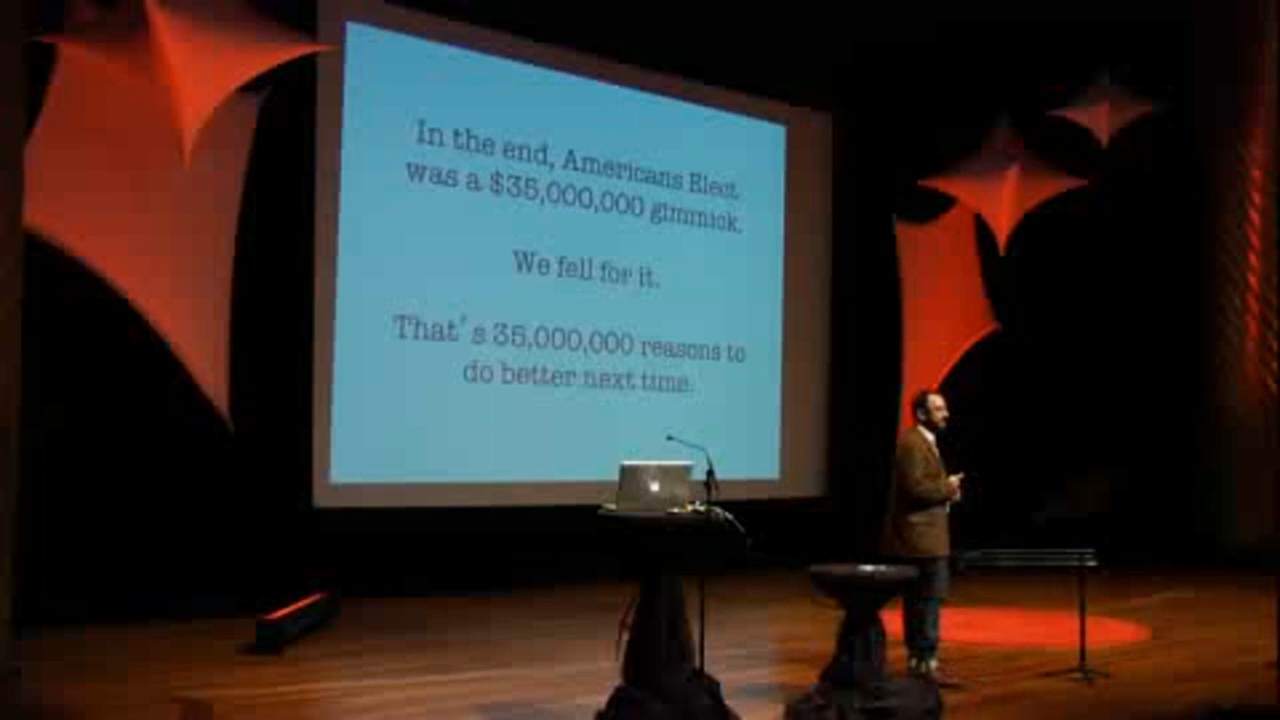 In the end, Americans Elect
was a $35,000,000 gimmick.
We fell for it.
That's 35,000,000 reasons to
do better next time.